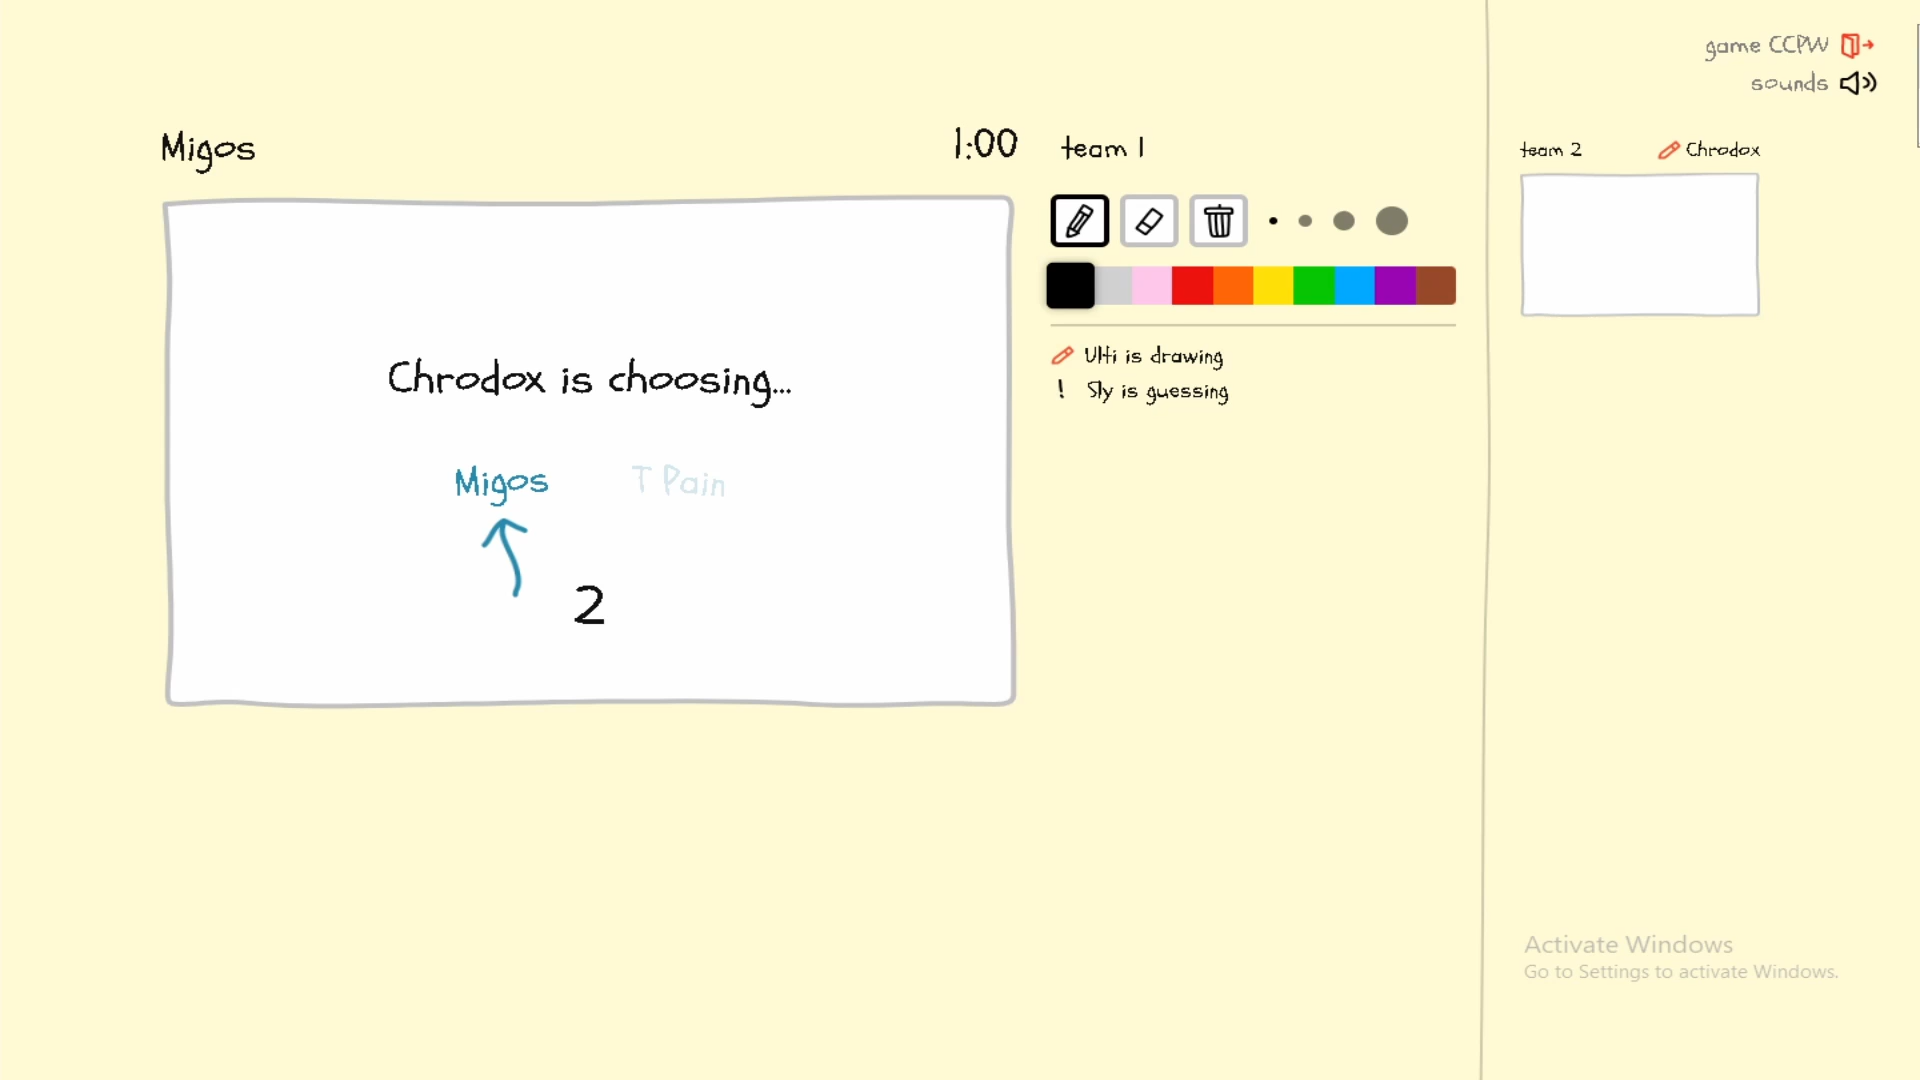 game CCPW
sounds
Migos
1:00
team 1
team 2
Chrodox
Chrodox is choosing...
Migos
T Pain
2
Ulti is drawing
! Sly is guessing
Activate Windows
Go to Settings to activate Windows.